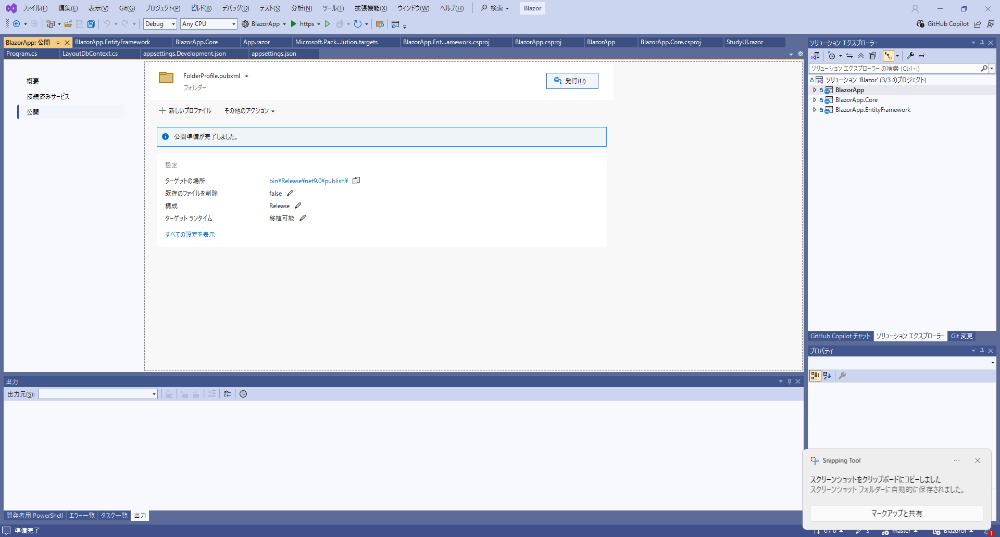 ファイル(F) 編集(E) 表示(V) Git(G) プロジェクト(P) ビルド(B) デバッグ(D) テスト(S) 分析(N) ツール(T) 拡張機能(X) ウィンドウ(W) ヘルプ(H) 検索 Blazor
Debug Any CPU BlazorApp https GitHub Copilot
BlazorApp: 公開 BlazorApp.EntityFramework BlazorApp.Core App.razor Microsoft.Pack...lution.targets BlazorApp.Ent...amework.csproj BlazorApp.csproj BlazorApp BlazorApp.Core.csproj StudyUI.razor
Program.cs LayoutDbContext.cs appsettings.Development.json appsettings.json
概要
接続済みサービス
公開
FolderProfile.pubxml
フォルダー
発行(U)
新しいプロファイル その他のアクション
公開準備が完了しました。
設定
ターゲットの場所 bin¥Release¥net9.0¥publish¥
既存のファイルを削除 false
構成 Release
ターゲット ランタイム 移植可能
すべての設定を表示
ソリューション エクスプローラー
ソリューション エクスプローラー の検索 (Ctrl+:)
ソリューション 'Blazor' (3/3 のプロジェクト)
BlazorApp
BlazorApp.Core
BlazorApp.EntityFramework
GitHub Copilot チャット ソリューション エクスプローラー Git 変更
プロパティ
出力
出力元(S):
開発者用 PowerShell エラー一覧 タスク一覧 出力
Snipping Tool
スクリーンショットをクリップボードにコピーしました
スクリーンショット フォルダーに自動的に保存されました。
マークアップと共有
準備完了 0 / 0 3 master BlazorUI 1